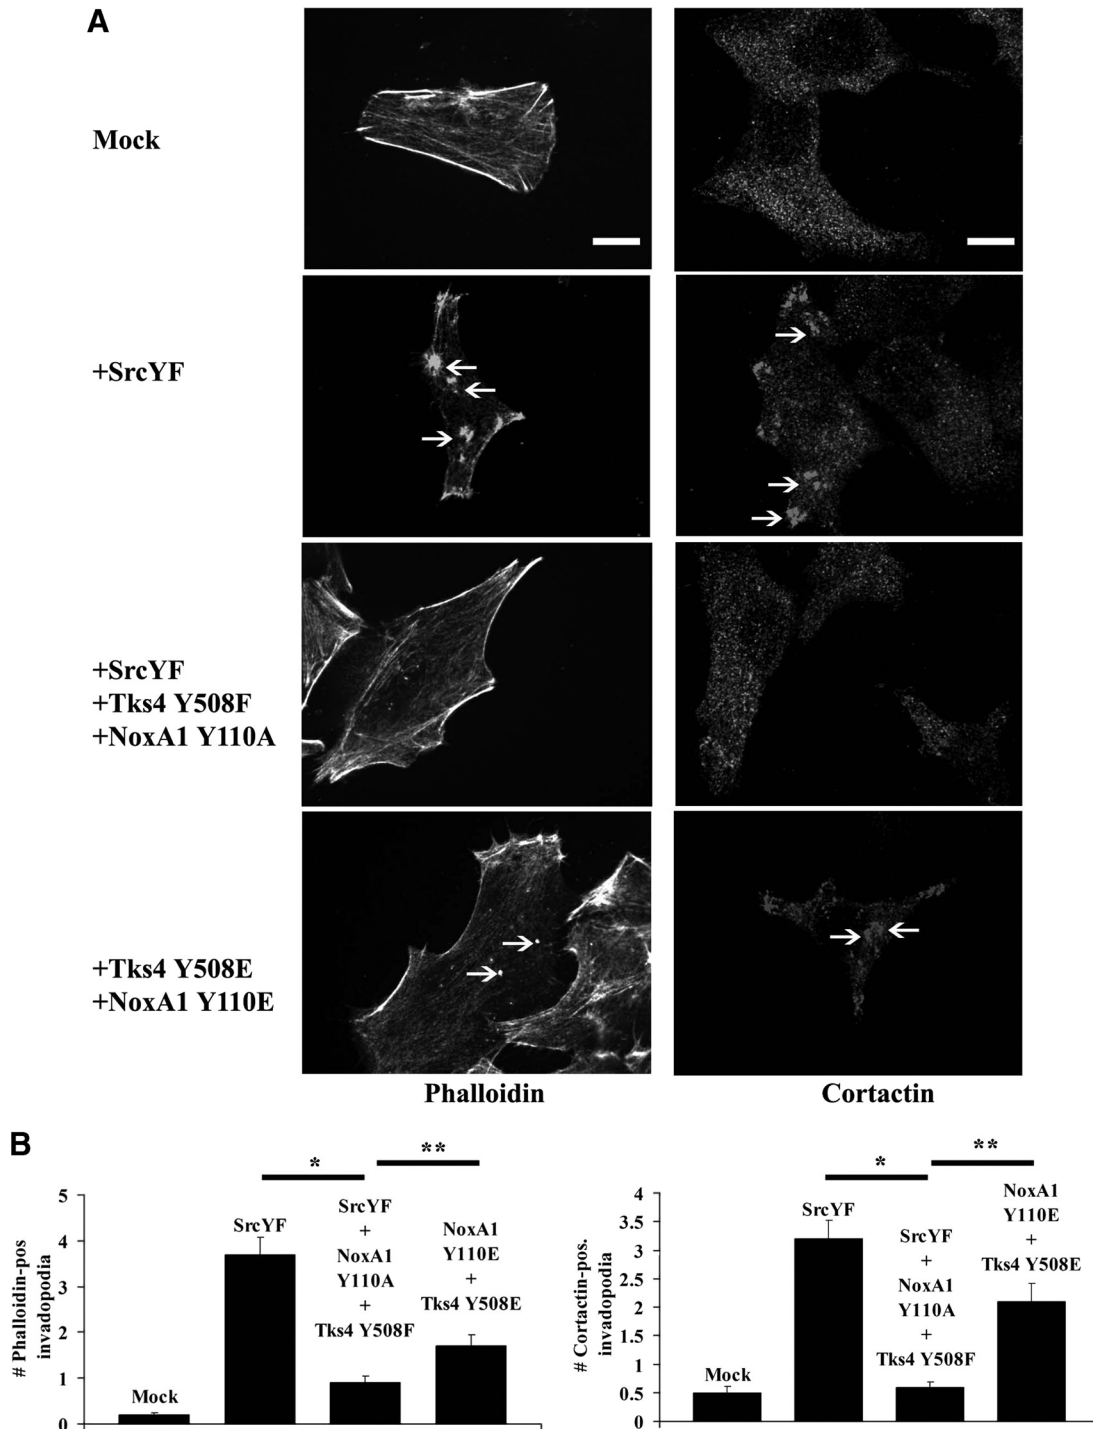 A
Mock
+SrcYF
+SrcYF
+Tks4 Y508F
+NoxA1 Y110A
+Tks4 Y508E
+NoxA1 Y110E
Phalloidin
Cortactin
B
*
**
# Phalloidin-pos
invadopodia
5
4
3
2
1
0
Mock
SrcYF
SrcYF
+
NoxA1
Y110A
+
Tks4 Y508F
NoxA1
Y110E
+
Tks4 Y508E
*
**
# Cortactin-pos.
invadopodia
4
3.5
3
2.5
2
1.5
1
0.5
0
Mock
SrcYF
SrcYF
+
NoxA1
Y110A
+
Tks4 Y508F
NoxA1
Y110E
+
Tks4 Y508E